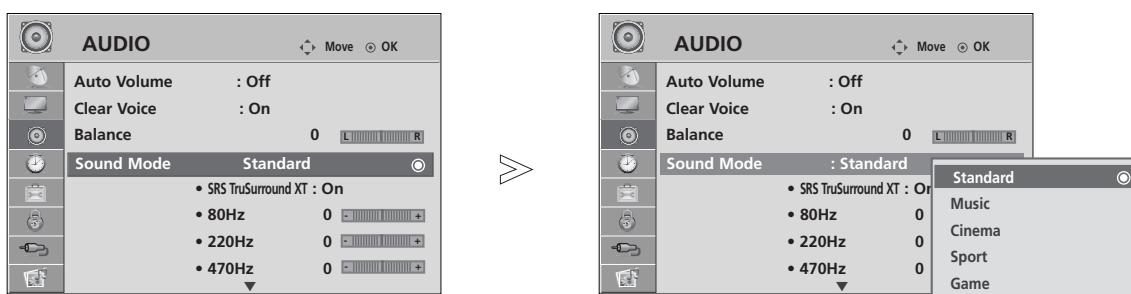 AUDIO
Move OK
Auto Volume : Off
Clear Voice : On
Balance 0 L R
Sound Mode Standard
• SRS TruSurround XT : On
• 80Hz 0 - +
• 220Hz 0 - +
• 470Hz 0 - +
AUDIO
Move OK
Auto Volume : Off
Clear Voice : On
Balance 0 L R
Sound Mode : Standard
• SRS TruSurround XT :
• 80Hz 0
• 220Hz 0
• 470Hz 0
Standard
Music
Cinema
Sport
Game